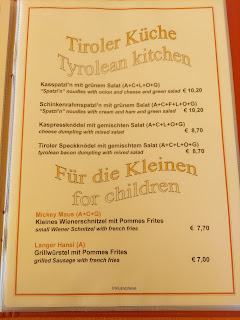 Tiroler Küche
Tyrolean kitchen
Kasspatzl'n mit grünem Salat (A+C+L+O+G)
"Spatzl'n" noodles with onion and cheese and green salad € 10,20
Schinkenrahmspatzl'n mit grünem Salat (A+C+F+L+O+G)
"Spatzl'n" noodles with cream and ham and green salad € 10,20
Kaspressknödel mit gemischten Salat (A+C+L+O+G)
cheese dumpling with mixed salad € 8,70
Tiroler Speckknödel mit gemischtem Salat (A+C+L+O+G)
tyrolean bacon dumpling with mixed salad € 8,70
Für die Kleinen
for children
Mickey Maus (A+C+G)
Kleines Wienerschnitzel mit Pommes Frites
small Wiener Schnitzel with french fries € 7,70
Langer Hansl (A)
Grillwürstel mit Pommes Frites
grilled Sausage with french fries € 7,00
Inklusivpreise